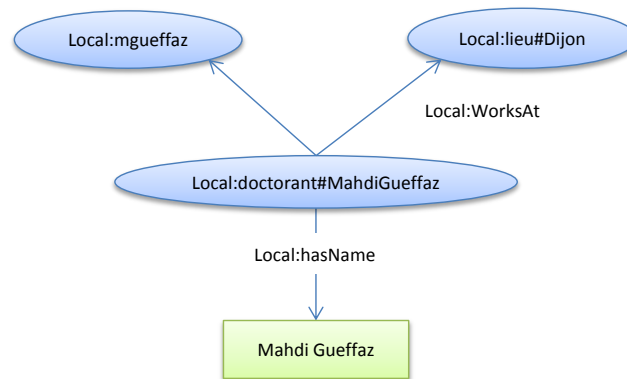 Local:mgueffaz
Local:lieu#Dijon
Local:WorksAt
Local:doctorant#MahdiGueffaz
Local:hasName
Mahdi Gueffaz